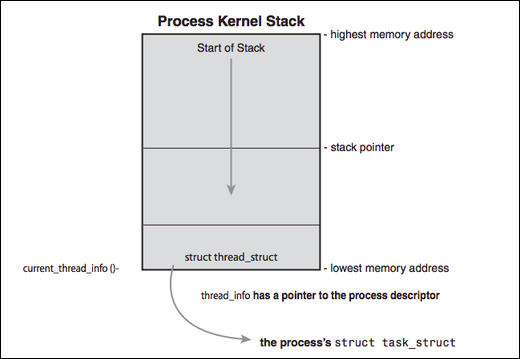 Process Kernel Stack
- highest memory address
Start of Stack
- stack pointer
struct thread_struct
current_thread_info ()-
- lowest memory address
thread_info has a pointer to the process descriptor
the process's struct task_struct